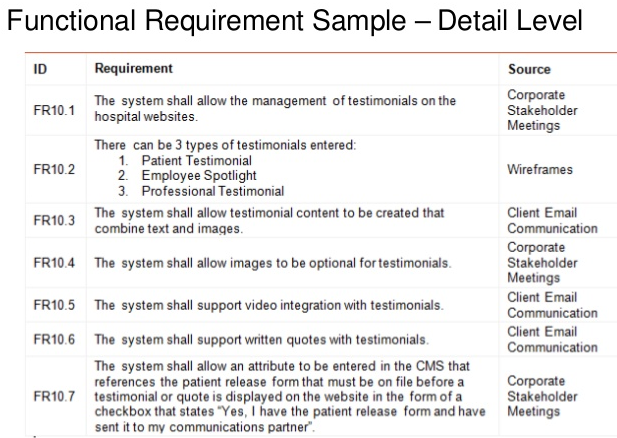 Functional Requirement Sample – Detail Level
ID Requirement Source
FR10.1 The system shall allow the management of testimonials on the hospital websites. Corporate Stakeholder Meetings
FR10.2 There can be 3 types of testimonials entered:
1. Patient Testimonial
2. Employee Spotlight
3. Professional Testimonial
Wireframes
FR10.3 The system shall allow testimonial content to be created that combine text and images. Client Email Communication
FR10.4 The system shall allow images to be optional for testimonials. Corporate Stakeholder Meetings
FR10.5 The system shall support video integration with testimonials. Client Email Communication
FR10.6 The system shall support written quotes with testimonials. Client Email Communication
FR10.7 The system shall allow an attribute to be entered in the CMS that references the patient release form that must be on file before a testimonial or quote is displayed on the website in the form of a checkbox that states “Yes, I have the patient release form and have sent it to my communications partner”. Corporate Stakeholder Meetings